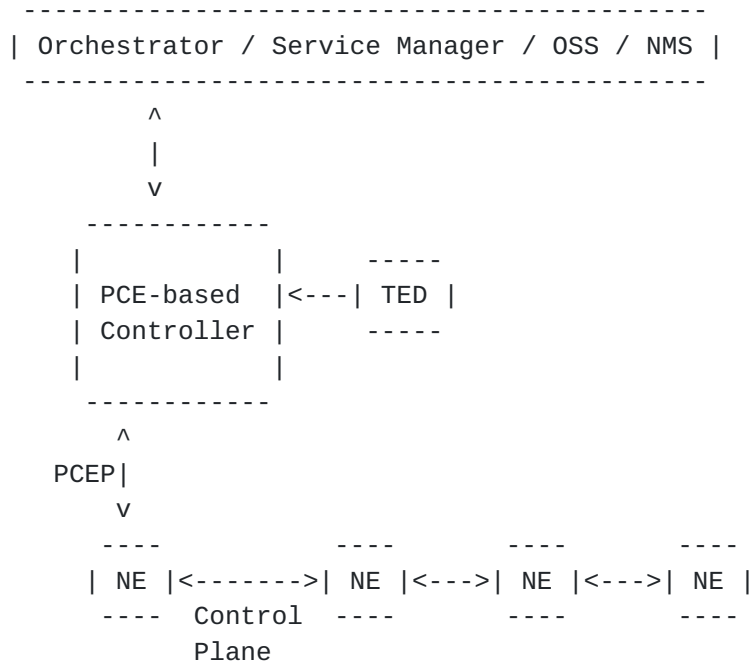 Orchestrator / Service Manager / OSS / NMS
PCE-based
Controller
TED
PCEP
NE NE NE NE
Control
Plane